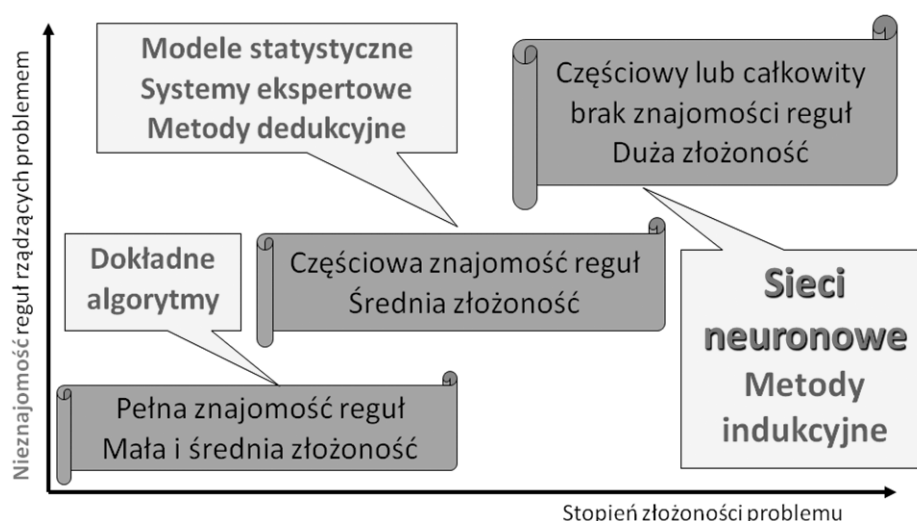 Nieznajomość reguł rządzących problemem
Modele statystyczne
Systemy ekspertowe
Metody dedukcyjne
Częściowy lub całkowity
brak znajomości reguł
Duża złożoność
Dokładne
algorytmy
Częściowa znajomość reguł
Średnia złożoność
Sieci
neuronowe
Metody
indukcyjne
Pełna znajomość reguł
Mała i średnia złożoność
Stopień złożoności problemu